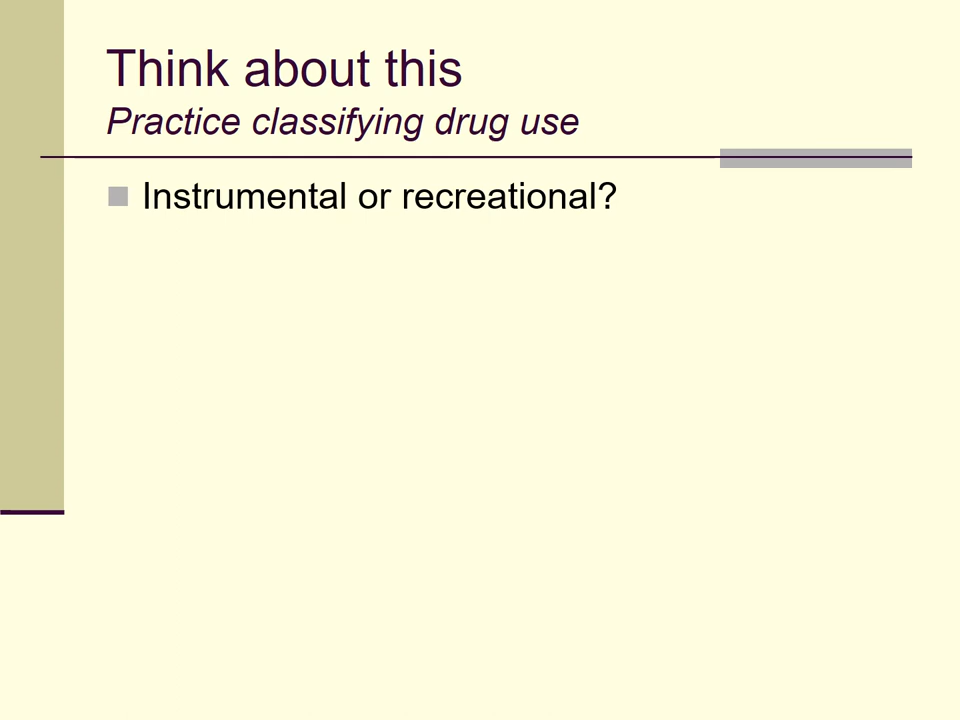 Think about this
Practice classifying drug use
Instrumental or recreational?